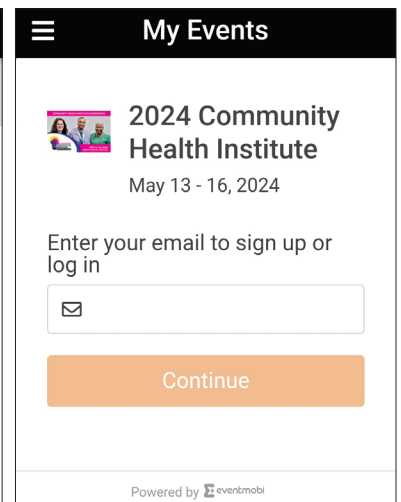 My Events
2024 Community
Health Institute
May 13 - 16, 2024
Enter your email to sign up or
log in
Continue
Powered by eventmobi